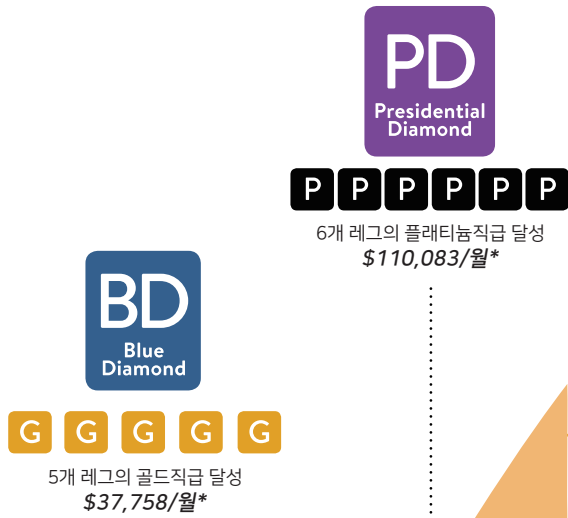 PD
Presidential
Diamond
P P P P P P
6개 레그의 플래티늄직급 달성
$110,083/월*
BD
Blue
Diamond
G G G G G
5개 레그의 골드직급 달성
$37,758/월*